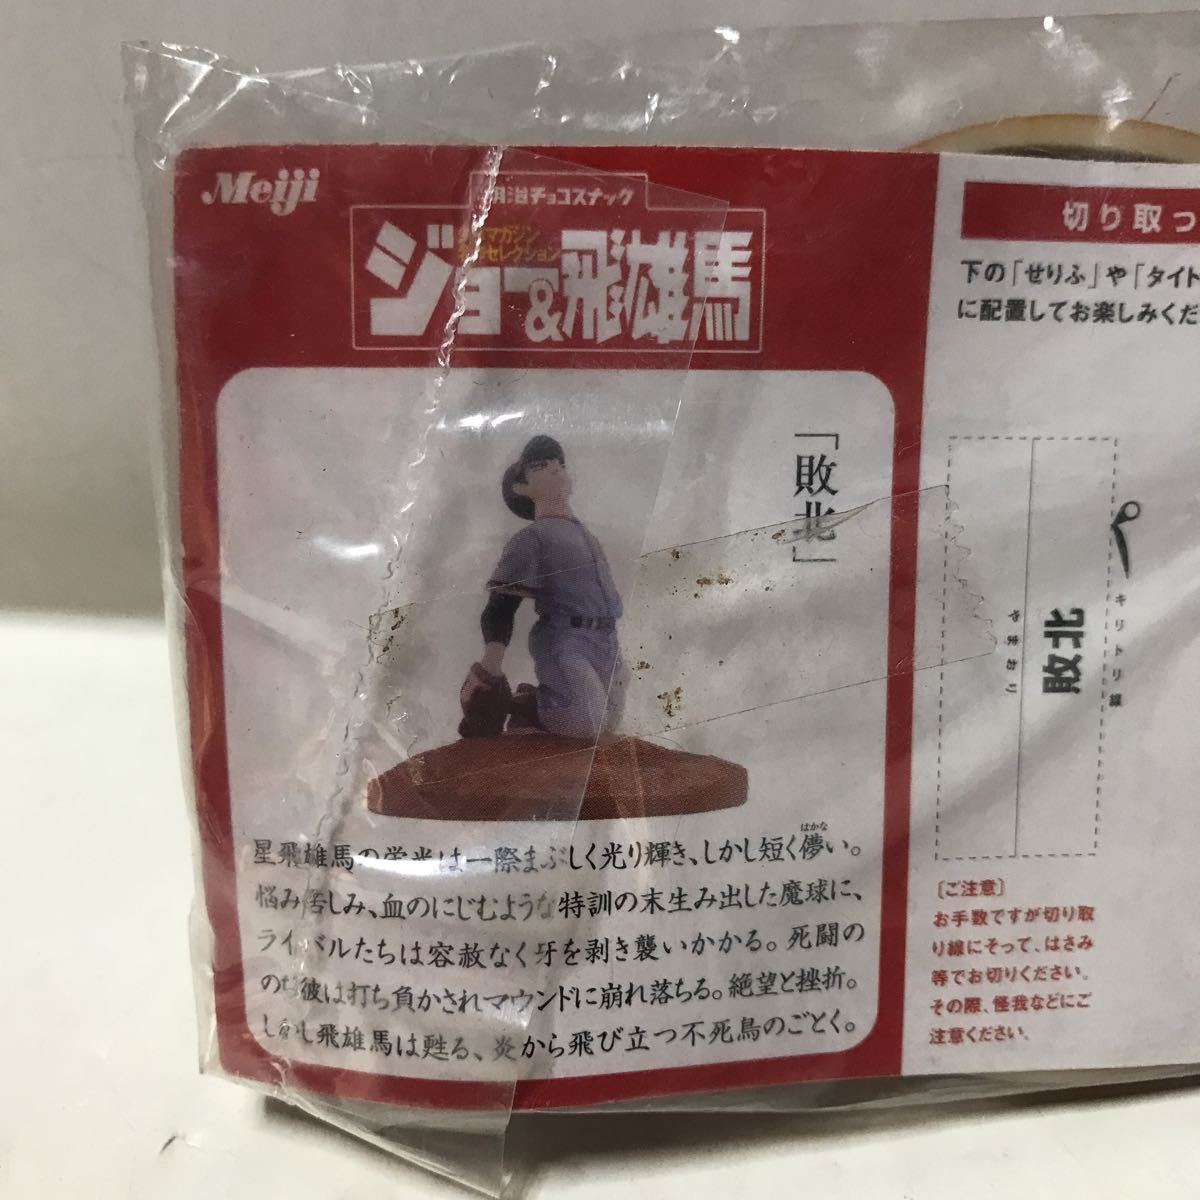 Meiji
明治チョコスナック
マガジン
セレクション
ジョー&飛雄馬
「敗北」
星飛雄馬の栄光は一際まぶしく光り輝き、しかし短く儚い。
はかな
悩み苦しみ、血のにじむような特訓の末生み出した魔球に、
ライバルたちは容赦なく牙を剥き襲いかかる。死闘の
のち彼は打ち負かされマウンドに崩れ落ちる。絶望と挫折。
しかし飛雄馬は甦る、炎から飛び立つ不死鳥のごとく。
切り取っ
下の「せりふ」や「タイト
に配置してお楽しみくだ
敗北
やまおり
キリトリ線
〔ご注意〕
お手数ですが切り取
り線にそって、はさみ
等でお切りください。
その際、怪我などにご
注意ください。